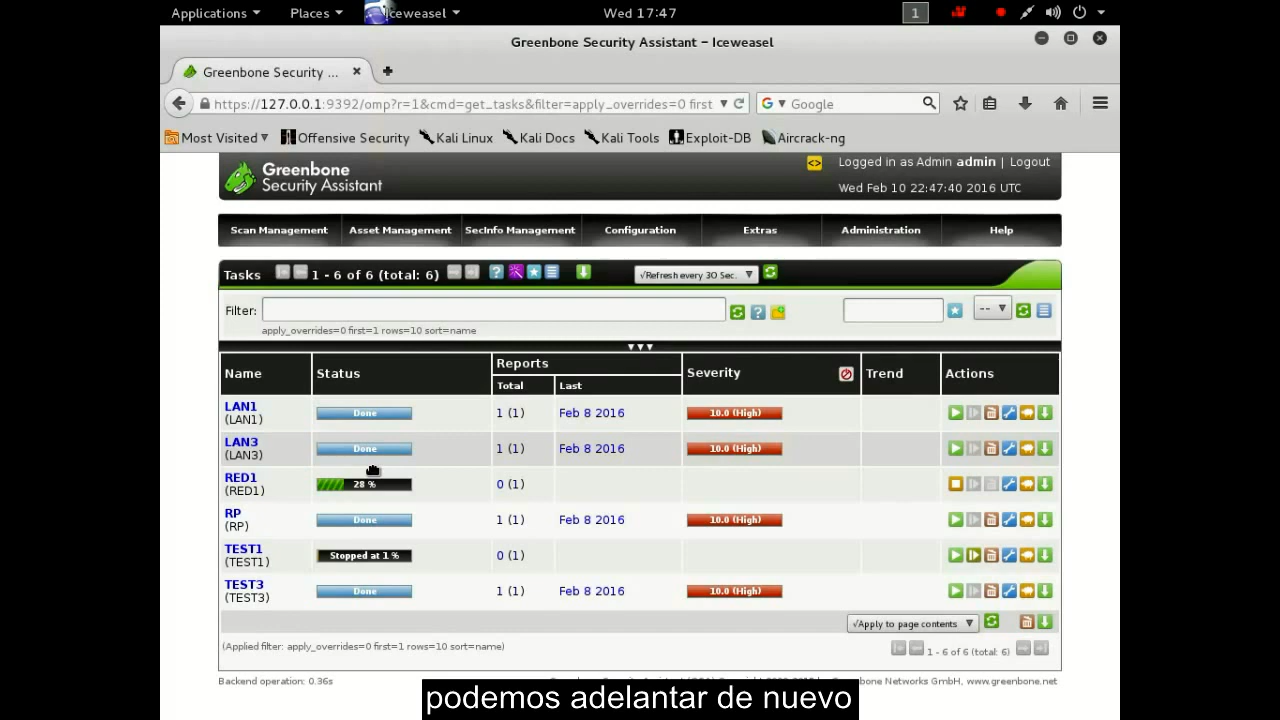 Applications Places Iceweasel Wed 17:47 1
Greenbone Security Assistant – Iceweasel
Greenbone Security ...
https://127.0.0.1:9392/omp?r=1&cmd=get_tasks&filter=apply_overrides=0 first Google
Most Visited Offensive Security Kali Linux Kali Docs Kali Tools Exploit-DB Aircrack-ng
Greenbone
Security Assistant
Logged in as Admin admin | Logout
Wed Feb 10 22:47:40 2016 UTC
Scan Management Asset Management SecInfo Management Configuration Extras Administration Help
Tasks 1 - 6 of 6 (total: 6) √Refresh every 30 Sec.
Filter: --
apply_overrides=0 first=1 rows=10 sort=name
Name Status Reports Severity Trend Actions
Total Last
LAN1 Done 1 (1) Feb 8 2016 10.0 (High)
(LAN1)
LAN3 Done 1 (1) Feb 8 2016 10.0 (High)
(LAN3)
RED1 28 % 0 (1)
(RED1)
RP Done 1 (1) Feb 8 2016 10.0 (High)
(RP)
TEST1 Stopped at 1 % 0 (1)
(TEST1)
TEST3 Done 1 (1) Feb 8 2016 10.0 (High)
(TEST3)
√Apply to page contents
(Applied filter: apply_overrides=0 first=1 rows=10 sort=name) 1 - 6 of 6 (total: 6)
Backend operation: 0.36s Networks GmbH, www.greenbone.net
podemos adelantar de nuevo